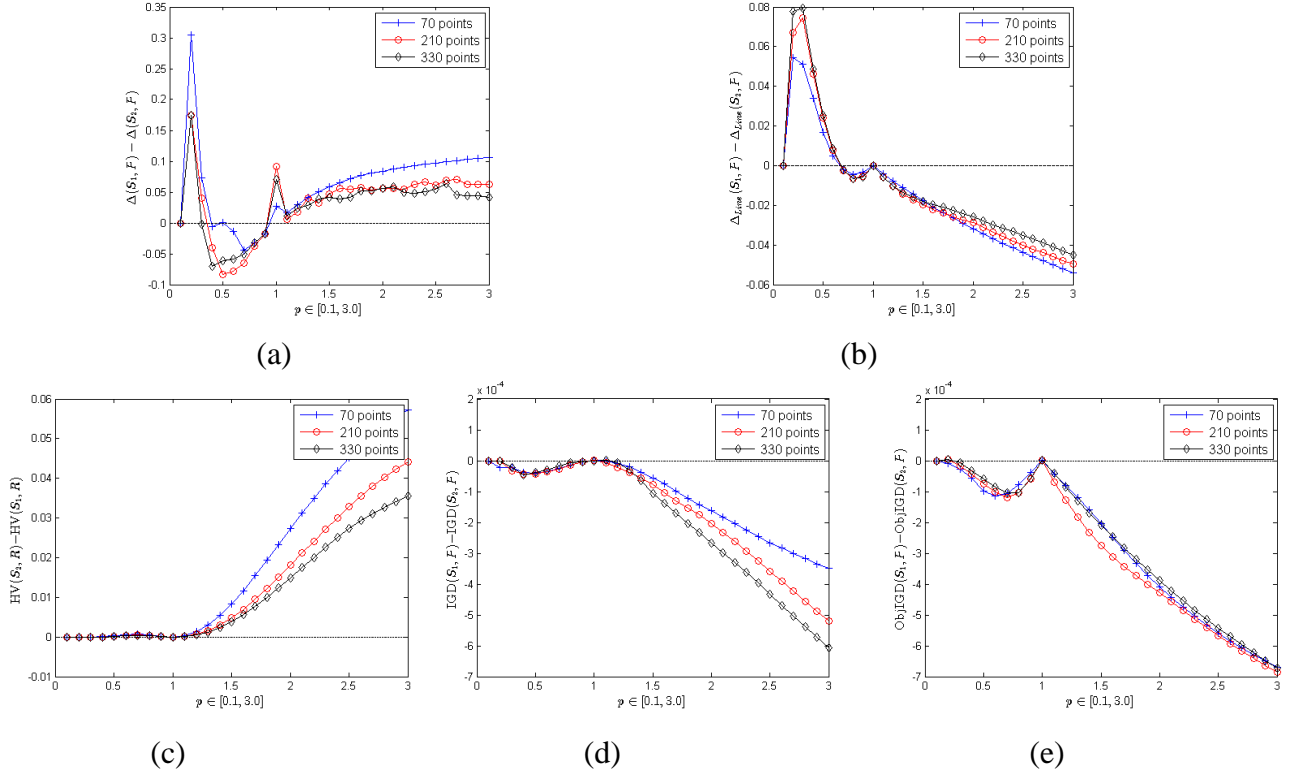 0.35
0.3
0.25
0.2
0.15
0.1
0.05
0
-0.05
-0.1
Δ(S₁, F) − Δ(S₂, F)
70 points
210 points
330 points
0 0.5 1 1.5 2 2.5 3
p ∈ [0.1, 3.0]
(a)
0.08
0.06
0.04
0.02
0
-0.02
-0.04
-0.06
Δ_Line(S₁, F) − Δ_Line(S₂, F)
70 points
210 points
330 points
0 0.5 1 1.5 2 2.5 3
p ∈ [0.1, 3.0]
(b)
0.06
0.05
0.04
0.03
0.02
0.01
0
-0.01
HV(S₂, R)−HV(S₁, R)
70 points
210 points
330 points
0 0.5 1 1.5 2 2.5 3
p ∈ [0.1, 3.0]
(c)
x 10⁻⁴
2
1
0
-1
-2
-3
-4
-5
-6
-7
IGD(S₁, F)−IGD(S₂, F)
70 points
210 points
330 points
0 0.5 1 1.5 2 2.5 3
p ∈ [0.1, 3.0]
(d)
x 10⁻⁴
2
1
0
-1
-2
-3
-4
-5
-6
-7
ObjIGD(S₁, F)−ObjIGD(S₂, F)
70 points
210 points
330 points
0 0.5 1 1.5 2 2.5 3
p ∈ [0.1, 3.0]
(e)